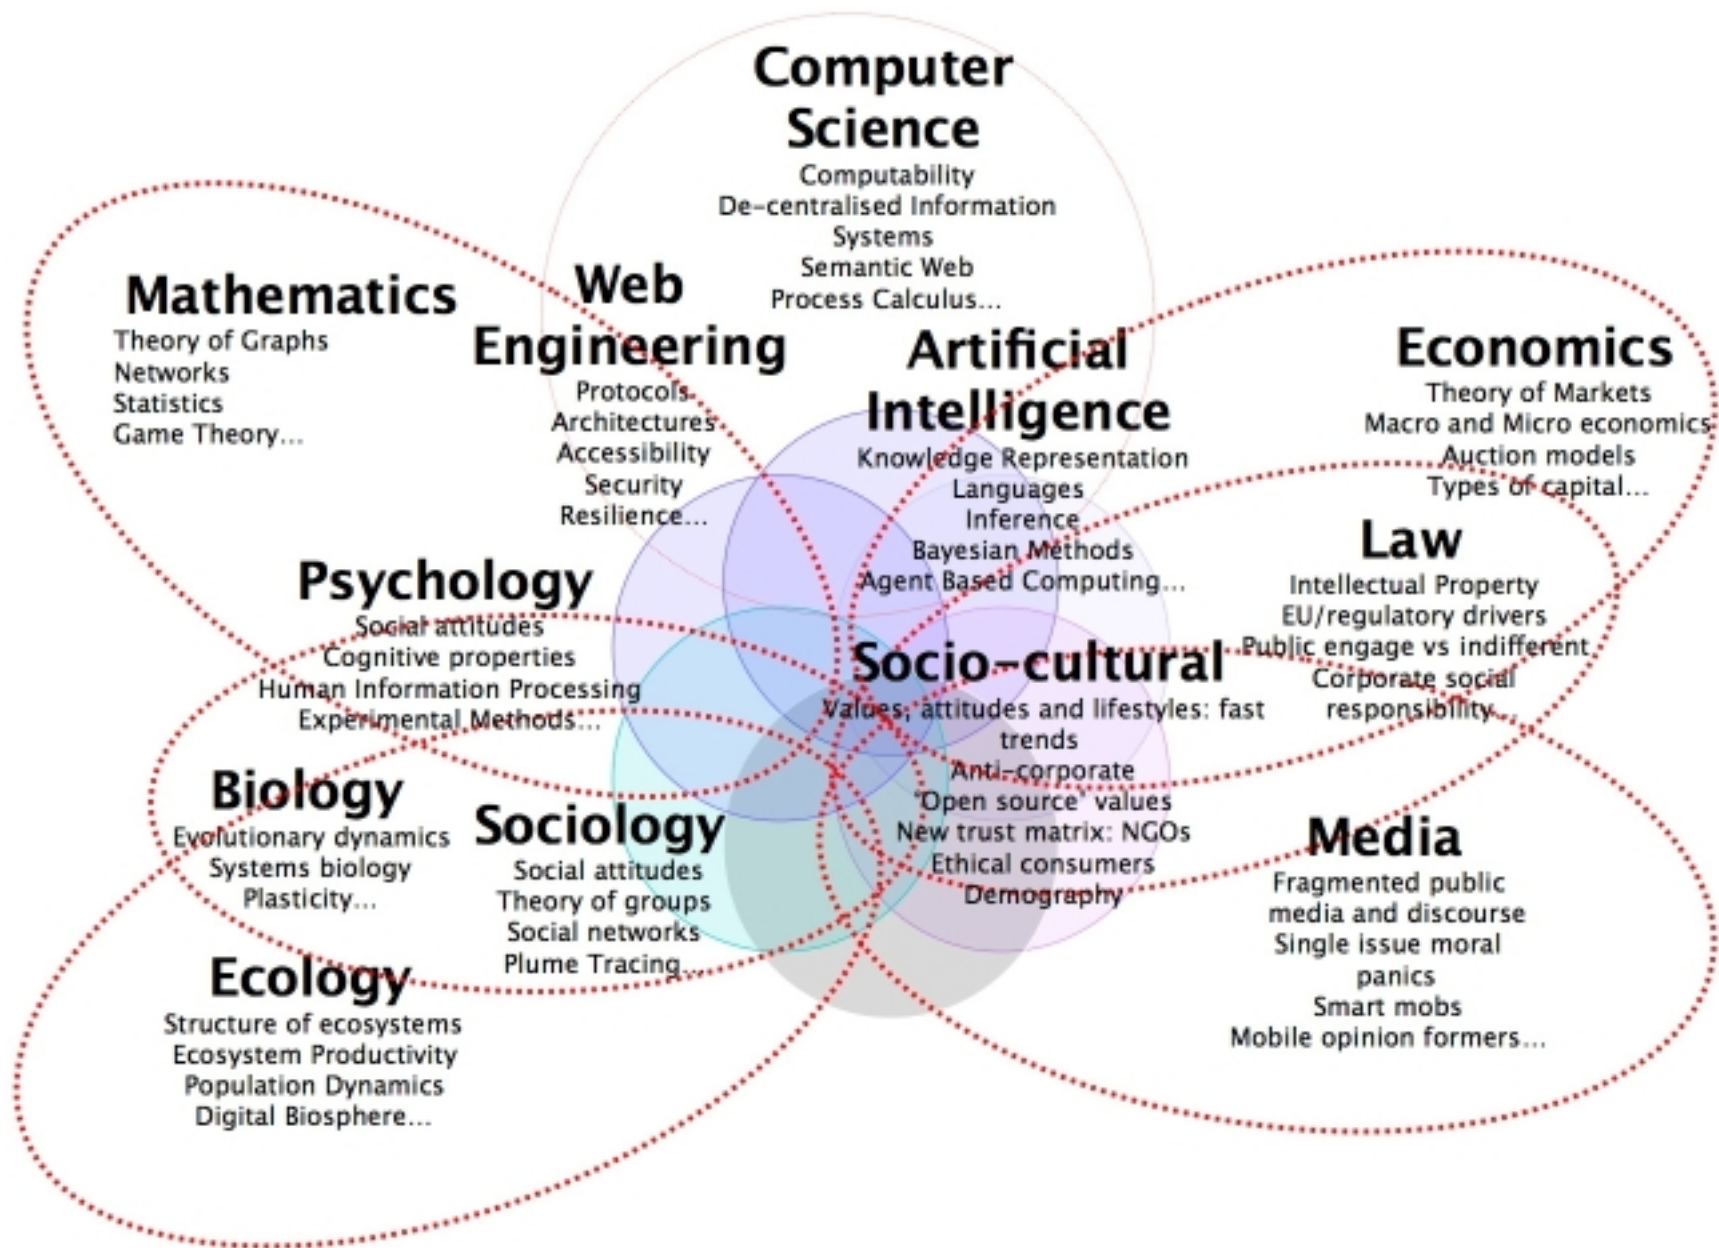 Computer
Science
Computability
De-centralised Information
Systems
Semantic Web
Process Calculus...
Mathematics
Theory of Graphs
Networks
Statistics
Game Theory...
Web
Engineering
Protocols
Architectures
Accessibility
Security
Resilience...
Artificial
Intelligence
Knowledge Representation
Languages
Inference
Bayesian Methods
Agent Based Computing...
Economics
Theory of Markets
Macro and Micro economics
Auction models
Types of capital...
Law
Intellectual Property
EU/regulatory drivers
Public engage vs indifferent
Corporate social
responsibility...
Psychology
Social attitudes
Cognitive properties
Human Information Processing
Experimental Methods...
Socio-cultural
Values, attitudes and lifestyles: fast
trends
Anti-corporate
'Open source' values
New trust matrix: NGOs
Ethical consumers
Demography
Biology
Evolutionary dynamics
Systems biology
Plasticity...
Sociology
Social attitudes
Theory of groups
Social networks
Plume Tracing...
Media
Fragmented public
media and discourse
Single issue moral
panics
Smart mobs
Mobile opinion formers...
Ecology
Structure of ecosystems
Ecosystem Productivity
Population Dynamics
Digital Biosphere...